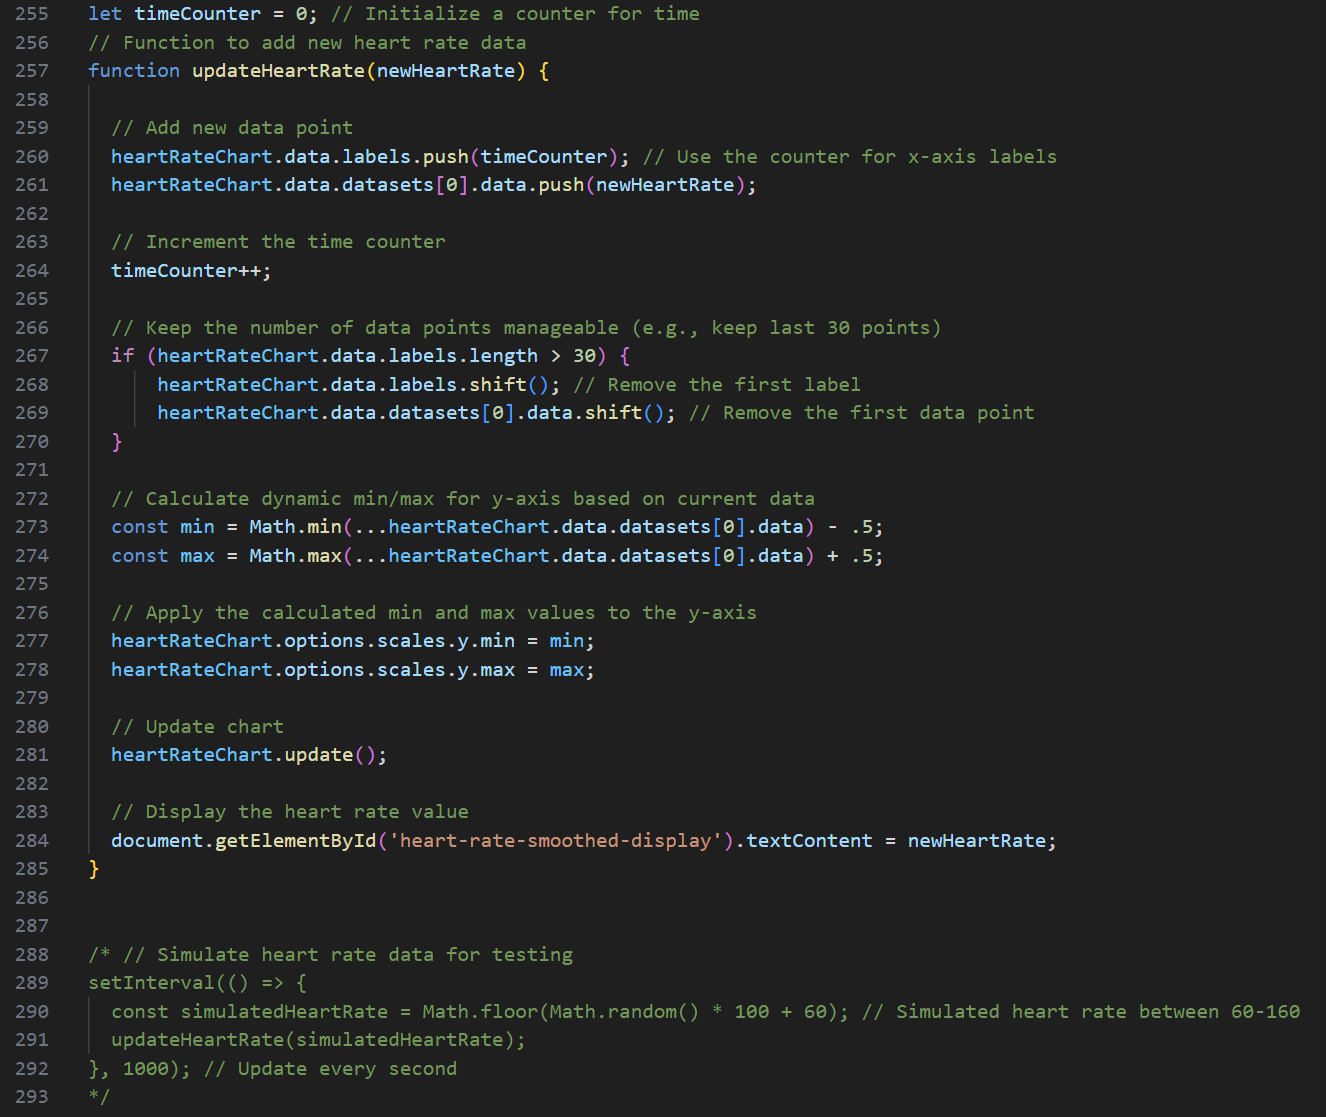 255 let timeCounter = 0; // Initialize a counter for time
256 // Function to add new heart rate data
257 function updateHeartRate(newHeartRate) {
258
259 // Add new data point
260 heartRateChart.data.labels.push(timeCounter); // Use the counter for x-axis labels
261 heartRateChart.data.datasets[0].data.push(newHeartRate);
262
263 // Increment the time counter
264 timeCounter++;
265
266 // Keep the number of data points manageable (e.g., keep last 30 points)
267 if (heartRateChart.data.labels.length > 30) {
268 heartRateChart.data.labels.shift(); // Remove the first label
269 heartRateChart.data.datasets[0].data.shift(); // Remove the first data point
270 }
271
272 // Calculate dynamic min/max for y-axis based on current data
273 const min = Math.min(...heartRateChart.data.datasets[0].data) - .5;
274 const max = Math.max(...heartRateChart.data.datasets[0].data) + .5;
275
276 // Apply the calculated min and max values to the y-axis
277 heartRateChart.options.scales.y.min = min;
278 heartRateChart.options.scales.y.max = max;
279
280 // Update chart
281 heartRateChart.update();
282
283 // Display the heart rate value
284 document.getElementById('heart-rate-smoothed-display').textContent = newHeartRate;
285 }
286
287
288 /* // Simulate heart rate data for testing
289 setInterval(() => {
290 const simulatedHeartRate = Math.floor(Math.random() * 100 + 60); // Simulated heart rate between 60-160
291 updateHeartRate(simulatedHeartRate);
292 }, 1000); // Update every second
293 */